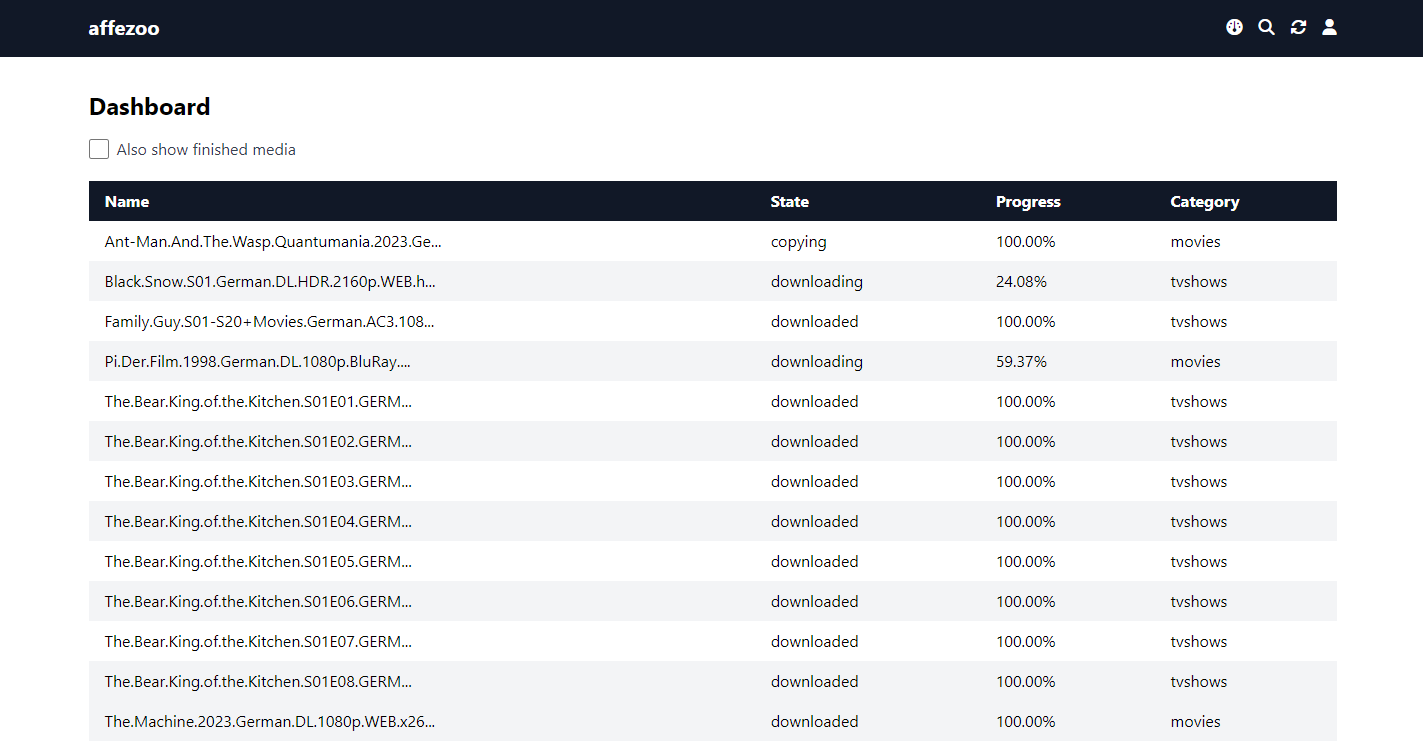 affezoo
Dashboard
Also show finished media
Name State Progress Category
Ant-Man.And.The.Wasp.Quantumania.2023.Ge... copying 100.00% movies
Black.Snow.S01.German.DL.HDR.2160p.WEB.h... downloading 24.08% tvshows
Family.Guy.S01-S20+Movies.German.AC3.108... downloaded 100.00% tvshows
Pi.Der.Film.1998.German.DL.1080p.BluRay.... downloading 59.37% movies
The.Bear.King.of.the.Kitchen.S01E01.GERM... downloaded 100.00% tvshows
The.Bear.King.of.the.Kitchen.S01E02.GERM... downloaded 100.00% tvshows
The.Bear.King.of.the.Kitchen.S01E03.GERM... downloaded 100.00% tvshows
The.Bear.King.of.the.Kitchen.S01E04.GERM... downloaded 100.00% tvshows
The.Bear.King.of.the.Kitchen.S01E05.GERM... downloaded 100.00% tvshows
The.Bear.King.of.the.Kitchen.S01E06.GERM... downloaded 100.00% tvshows
The.Bear.King.of.the.Kitchen.S01E07.GERM... downloaded 100.00% tvshows
The.Bear.King.of.the.Kitchen.S01E08.GERM... downloaded 100.00% tvshows
The.Machine.2023.German.DL.1080p.WEB.x26... downloaded 100.00% movies